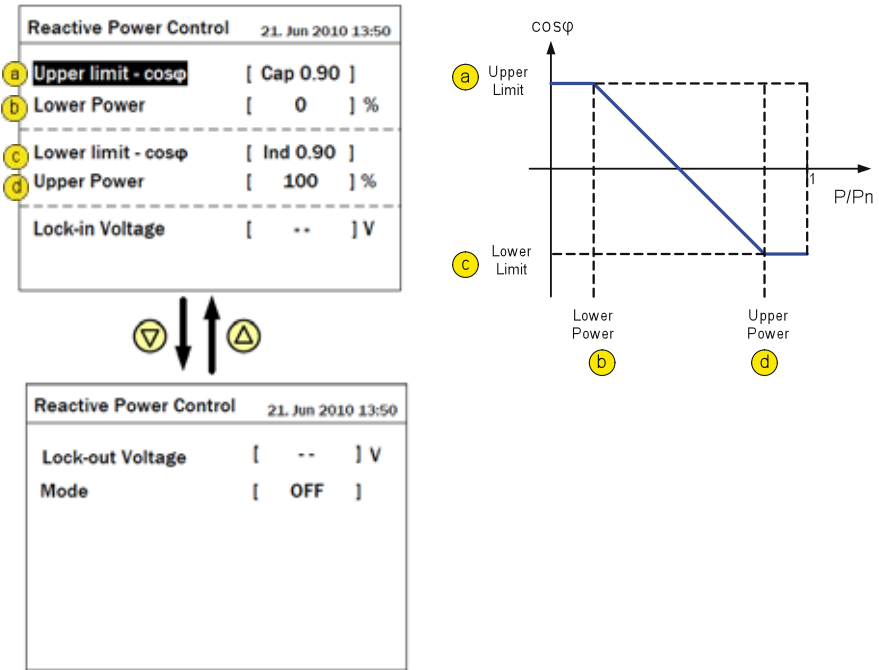 Reactive Power Control 21. Jun 2010 13:50
a Upper limit - cosφ [ Cap 0.90 ]
b Lower Power [ 0 ] %
c Lower limit - cosφ [ Ind 0.90 ]
d Upper Power [ 100 ] %
Lock-in Voltage [ -- ] V
Reactive Power Control 21. Jun 2010 13:50
Lock-out Voltage [ -- ] V
Mode [ OFF ]
cosφ
a Upper
Limit
1
P/Pn
c Lower
Limit
Lower
Power
b
Upper
Power
d